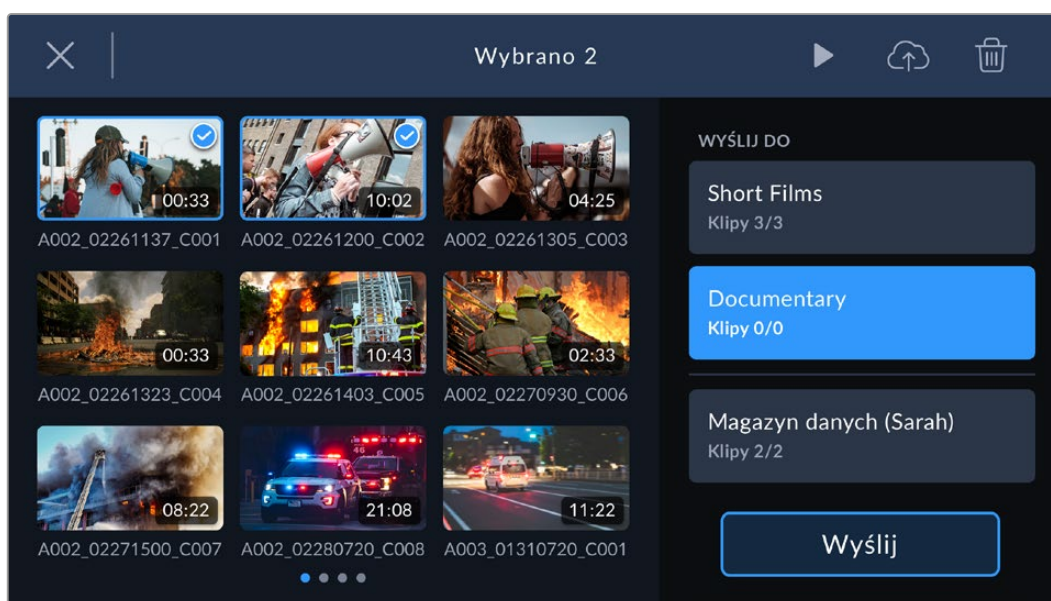 Wybrano 2
00:33
10:02
04:25
A002_02261137_C001
A002_02261200_C002
A002_02261305_C003
00:33
10:43
02:33
A002_02261323_C004
A002_02261403_C005
A002_02270930_C006
08:22
21:08
11:22
A002_02271500_C007
A002_02280720_C008
A003_01310720_C001
WYŚLIJ DO
Short Films
Klipy 3/3
Documentary
Klipy 0/0
Magazyn danych (Sarah)
Klipy 2/2
Wyślij